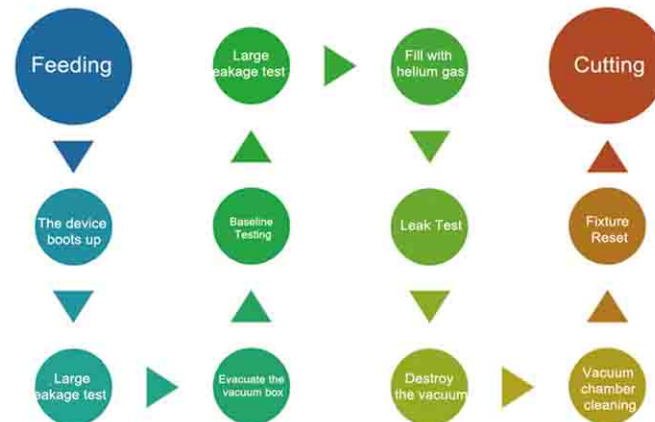 Feeding
The device
boots up
Large
eakage test
Evacuate the
vacuum box
Baseline
Testing
Large
eakage test
Fill with
helium gas
Leak Test
Destroy
the vacuum
Vacuum
chamber
cleaning
Fixture
Reset
Cutting